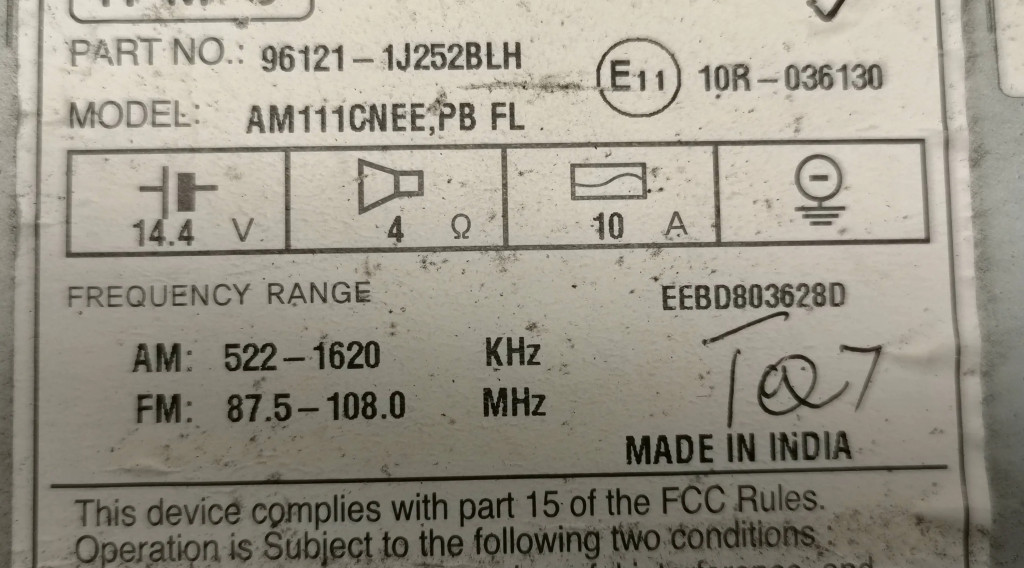 PART NO.: 96121-1J252BLH
E11 10R-036130
MODEL: AM111CNEE,PB FL
14.4 V 4 Ω 10 A
FREQUENCY RANGE EEBD803628D
AM: 522-1620 KHz
FM: 87.5-108.0 MHz
MADE IN INDIA
This device complies with part 15 of the FCC Rules.
Operation is Subject to the following two conditions: